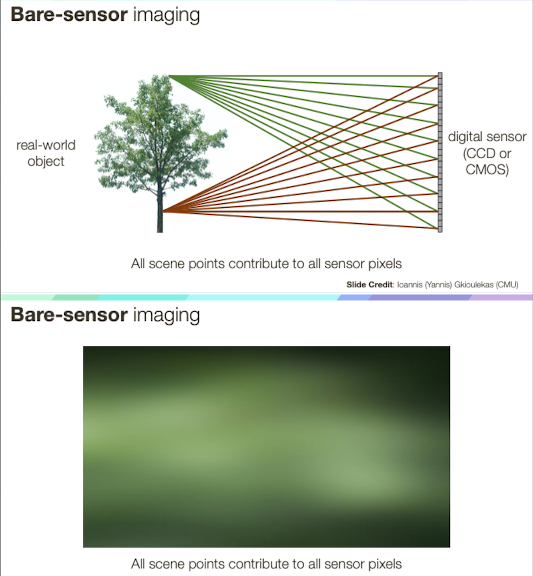 Bare-sensor imaging
real-world
object
digital sensor
(CCD or
CMOS)
All scene points contribute to all sensor pixels
Slide Credit: Ioannis (Yannis) Gkioulekas (CMU)
Bare-sensor imaging
All scene points contribute to all sensor pixels